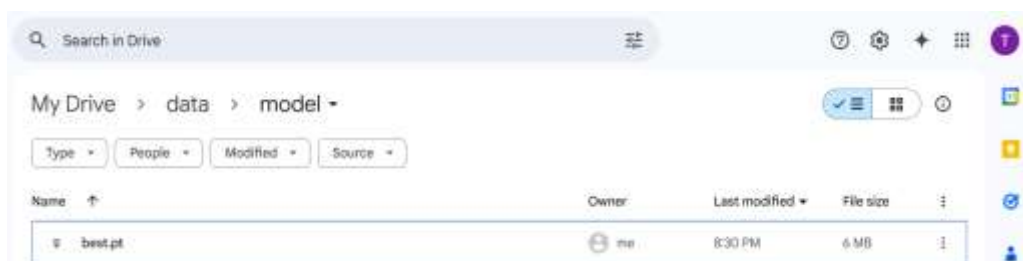 Search in Drive
T
My Drive > data > model
Type People Modified Source
Name Owner Last modified File size
best.pt me 8:30 PM 6 MB